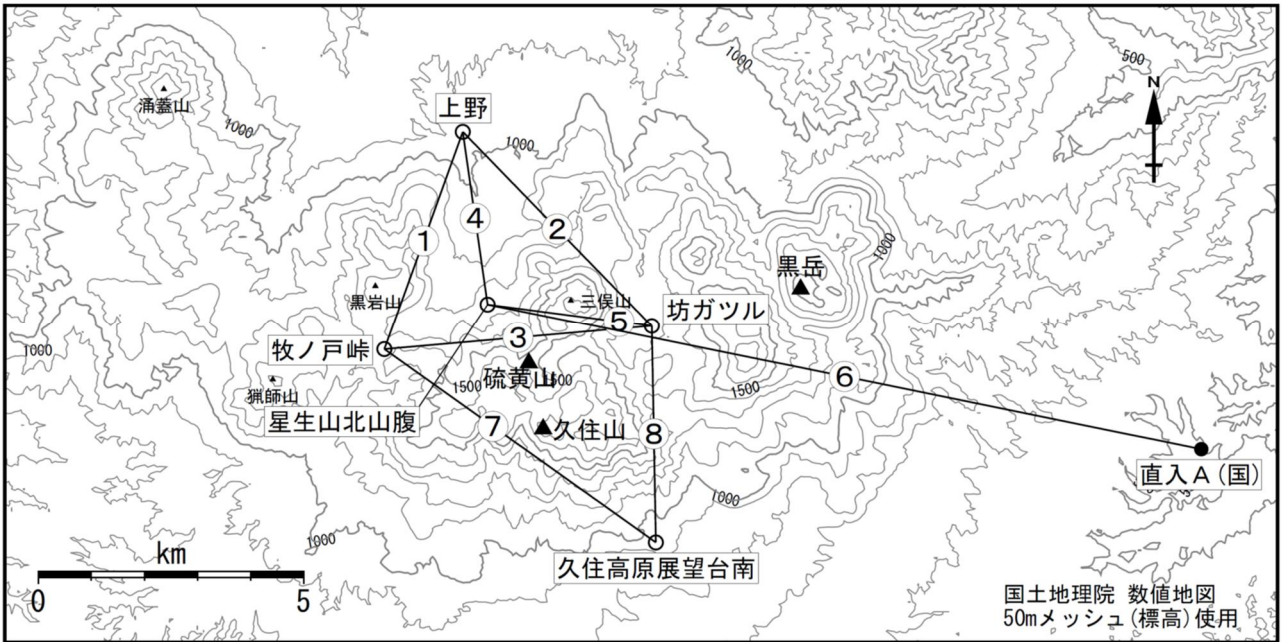 1000
500
N
涌蓋山
1000
上野
1000
4
2
1
1000
黒岳
黒岩山
三俣山
5
坊ガツル
3
牧ノ戸峠
1000
硫黄山
1500
1500
6
猟師山
1500
星生山北山腹
7
久住山
8
直入A(国)
1000
km
1000
久住高原展望台南
0
5
国土地理院 数値地図
50mメッシュ(標高)使用